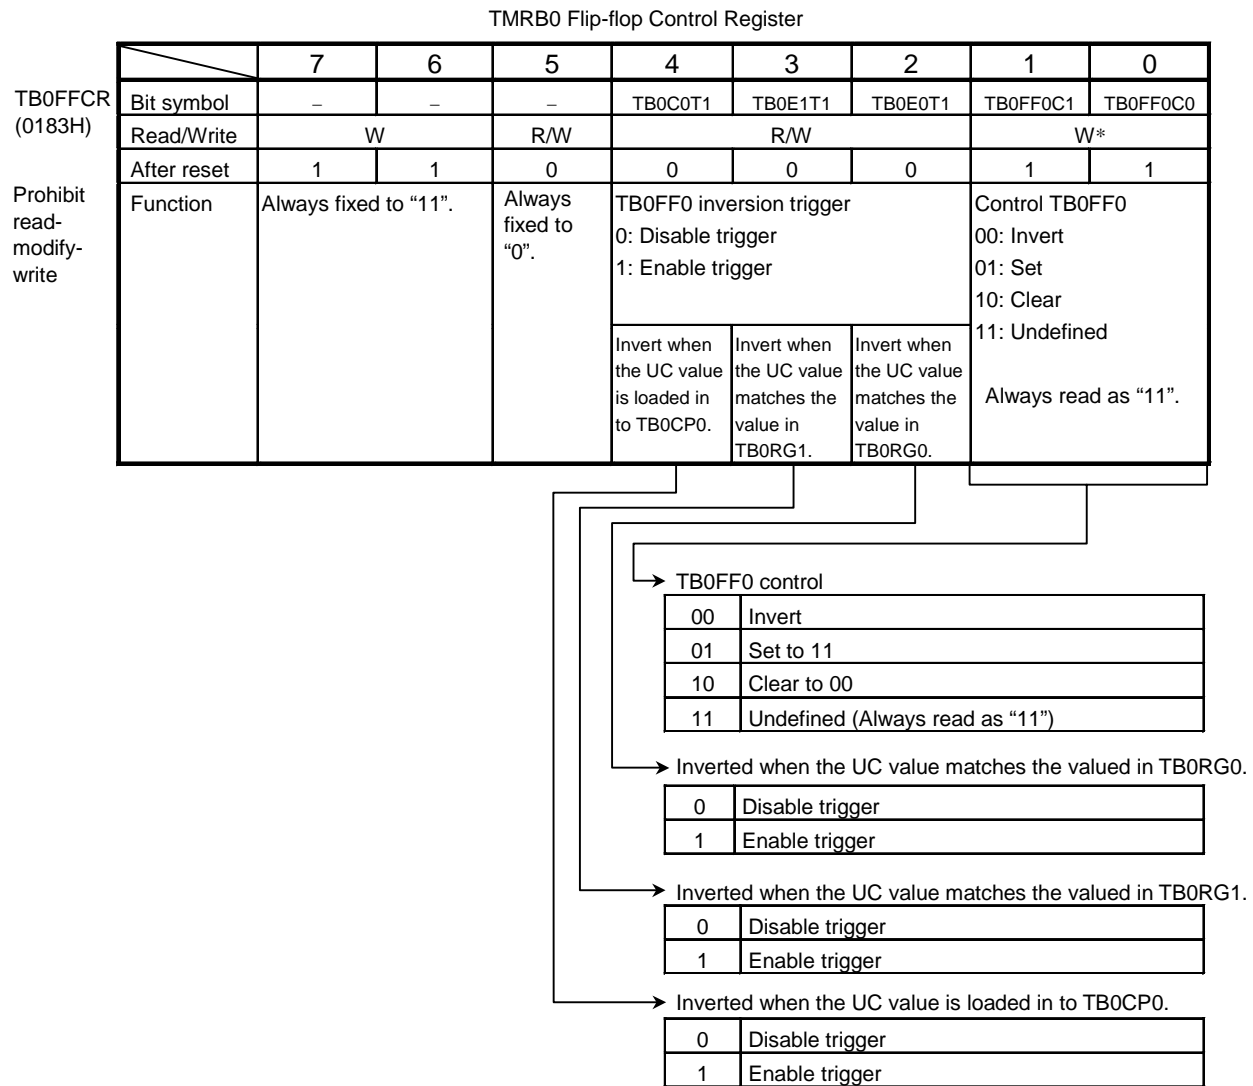 TMRB0 Flip-flop Control Register
7 6 5 4 3 2 1 0
TB0FFCR
(0183H)
Bit symbol – – – TB0C0T1 TB0E1T1 TB0E0T1 TB0FF0C1 TB0FF0C0
Read/Write W R/W R/W W*
After reset 1 1 0 0 0 0 1 1
Prohibit
read-
modify-
write
Function
Always fixed to “11”.
Always
fixed to
“0”.
TB0FF0 inversion trigger
0: Disable trigger
1: Enable trigger
Invert when
the UC value
is loaded in
to TB0CP0.
Invert when
the UC value
matches the
value in
TB0RG1.
Invert when
the UC value
matches the
value in
TB0RG0.
Control TB0FF0
00: Invert
01: Set
10: Clear
11: Undefined
Always read as “11”.
TB0FF0 control
00 Invert
01 Set to 11
10 Clear to 00
11 Undefined (Always read as “11”)
Inverted when the UC value matches the valued in TB0RG0.
0 Disable trigger
1 Enable trigger
Inverted when the UC value matches the valued in TB0RG1.
0 Disable trigger
1 Enable trigger
Inverted when the UC value is loaded in to TB0CP0.
0 Disable trigger
1 Enable trigger